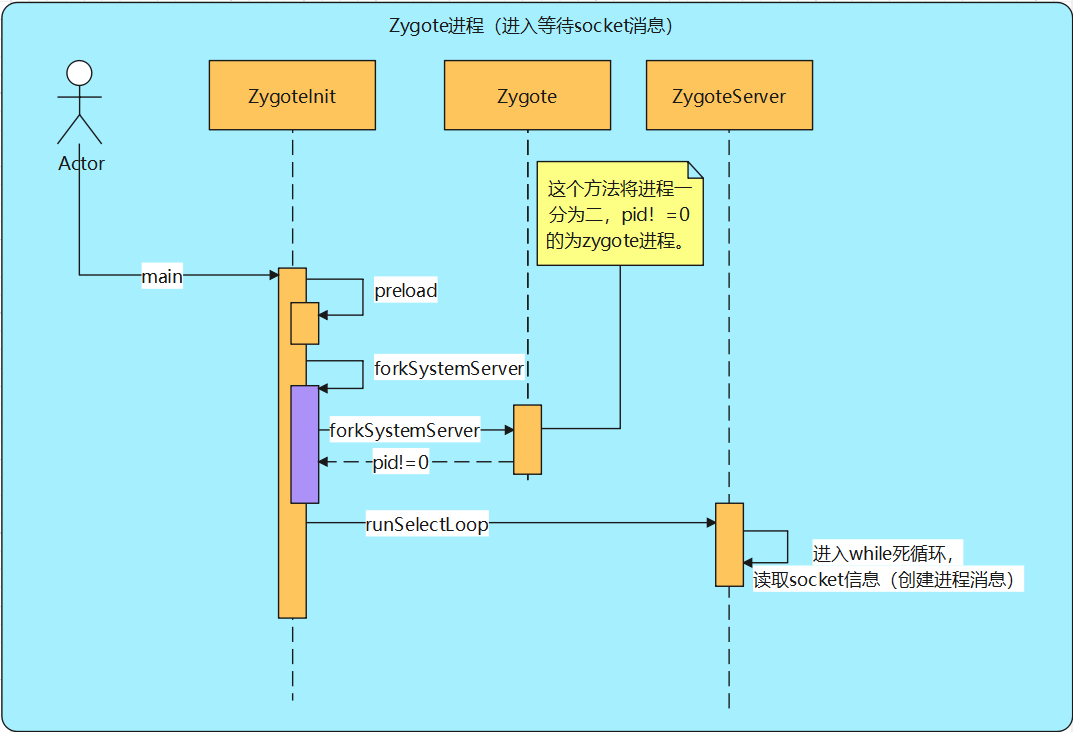 Zygote进程（进入等待socket消息）
ZygoteInit
Zygote
ZygoteServer
Actor
这个方法将进程一
分为二，pid！=0
的为zygote进程。
main
preload
forkSystemServer
forkSystemServer
pid!=0
runSelectLoop
进入while死循环，
读取socket信息（创建进程消息）